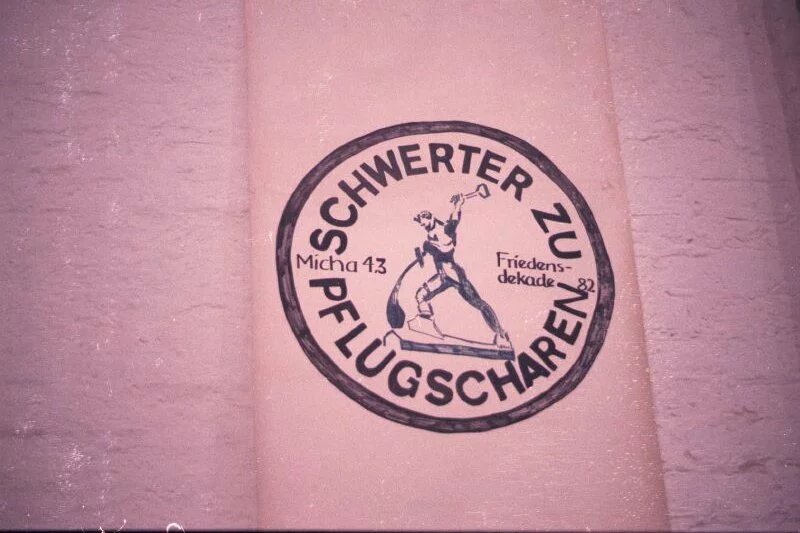 SCHWERTER ZU
Micha 4.3
Friedens-
dekade 82
PFLUGSCHAREN